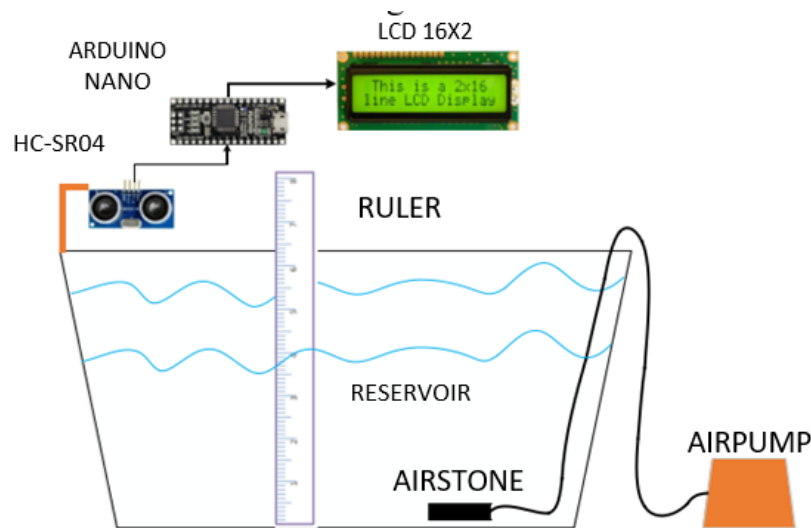 LCD 16X2
ARDUINO
NANO
This is a 2x16
line LCD Display
HC-SR04
RULER
RESERVOIR
AIRSTONE
AIRPUMP